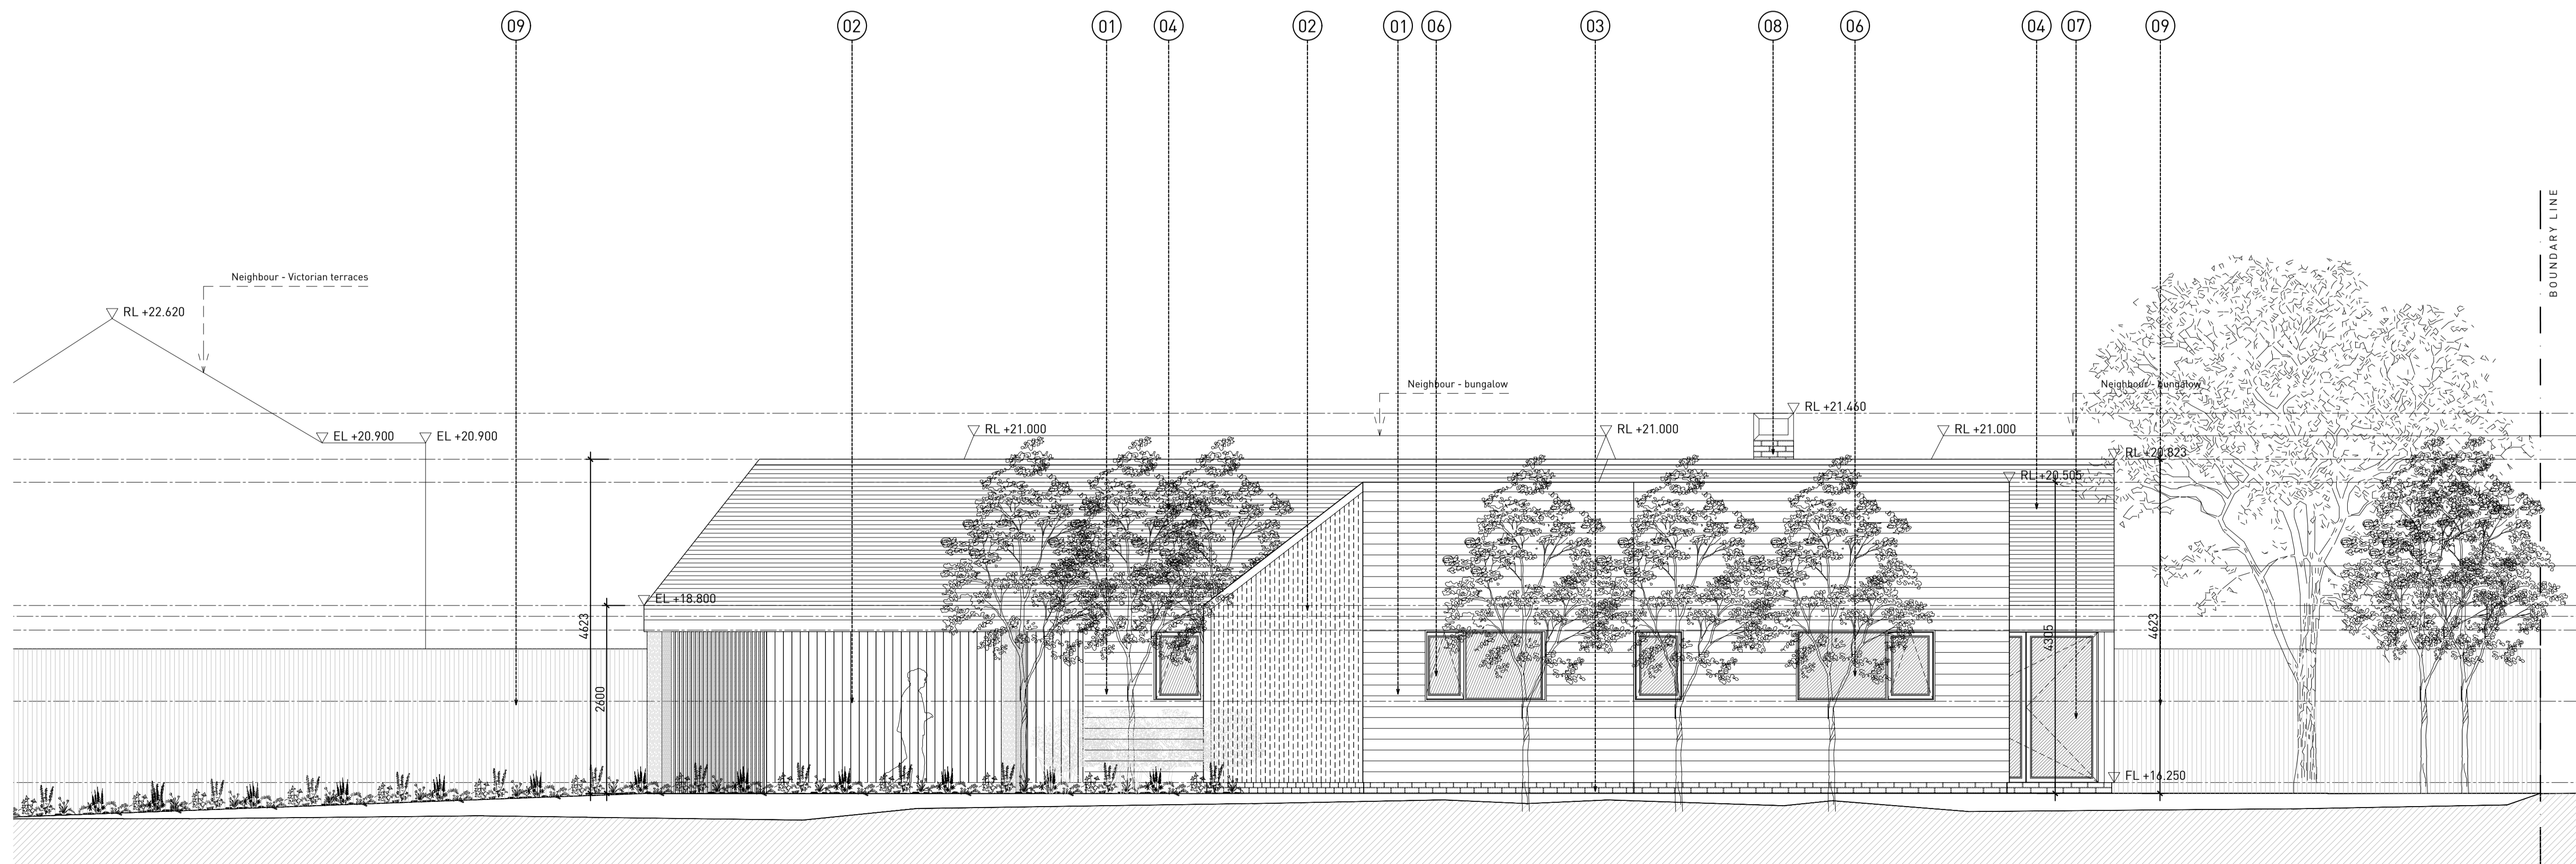 09 02 01 04 02 01 06 03 08 06 04 07 09
BOUNDARY LINE
Neighbour - Victorian terraces
RL +22.620
Neighbour - bungalow
Neighbour - bungalow
RL +21.460
EL +20.900
EL +20.900
RL +21.000
RL +21.000
RL +21.000
RL +20.823
RL +20.505
EL +18.800
4623
2600
4305
4623
FL +16.250